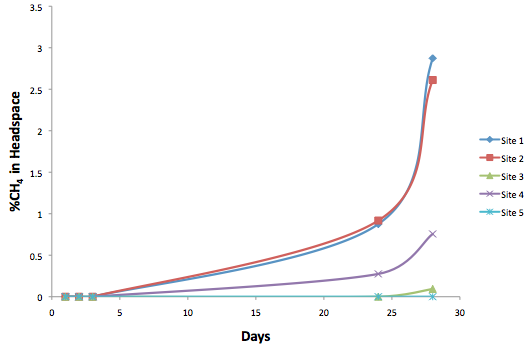 3.5
3
2.5
2
1.5
1
0.5
0
0 5 10 15 20 25 30
%CH₄ in Headspace
Days
Site 1
Site 2
Site 3
Site 4
Site 5